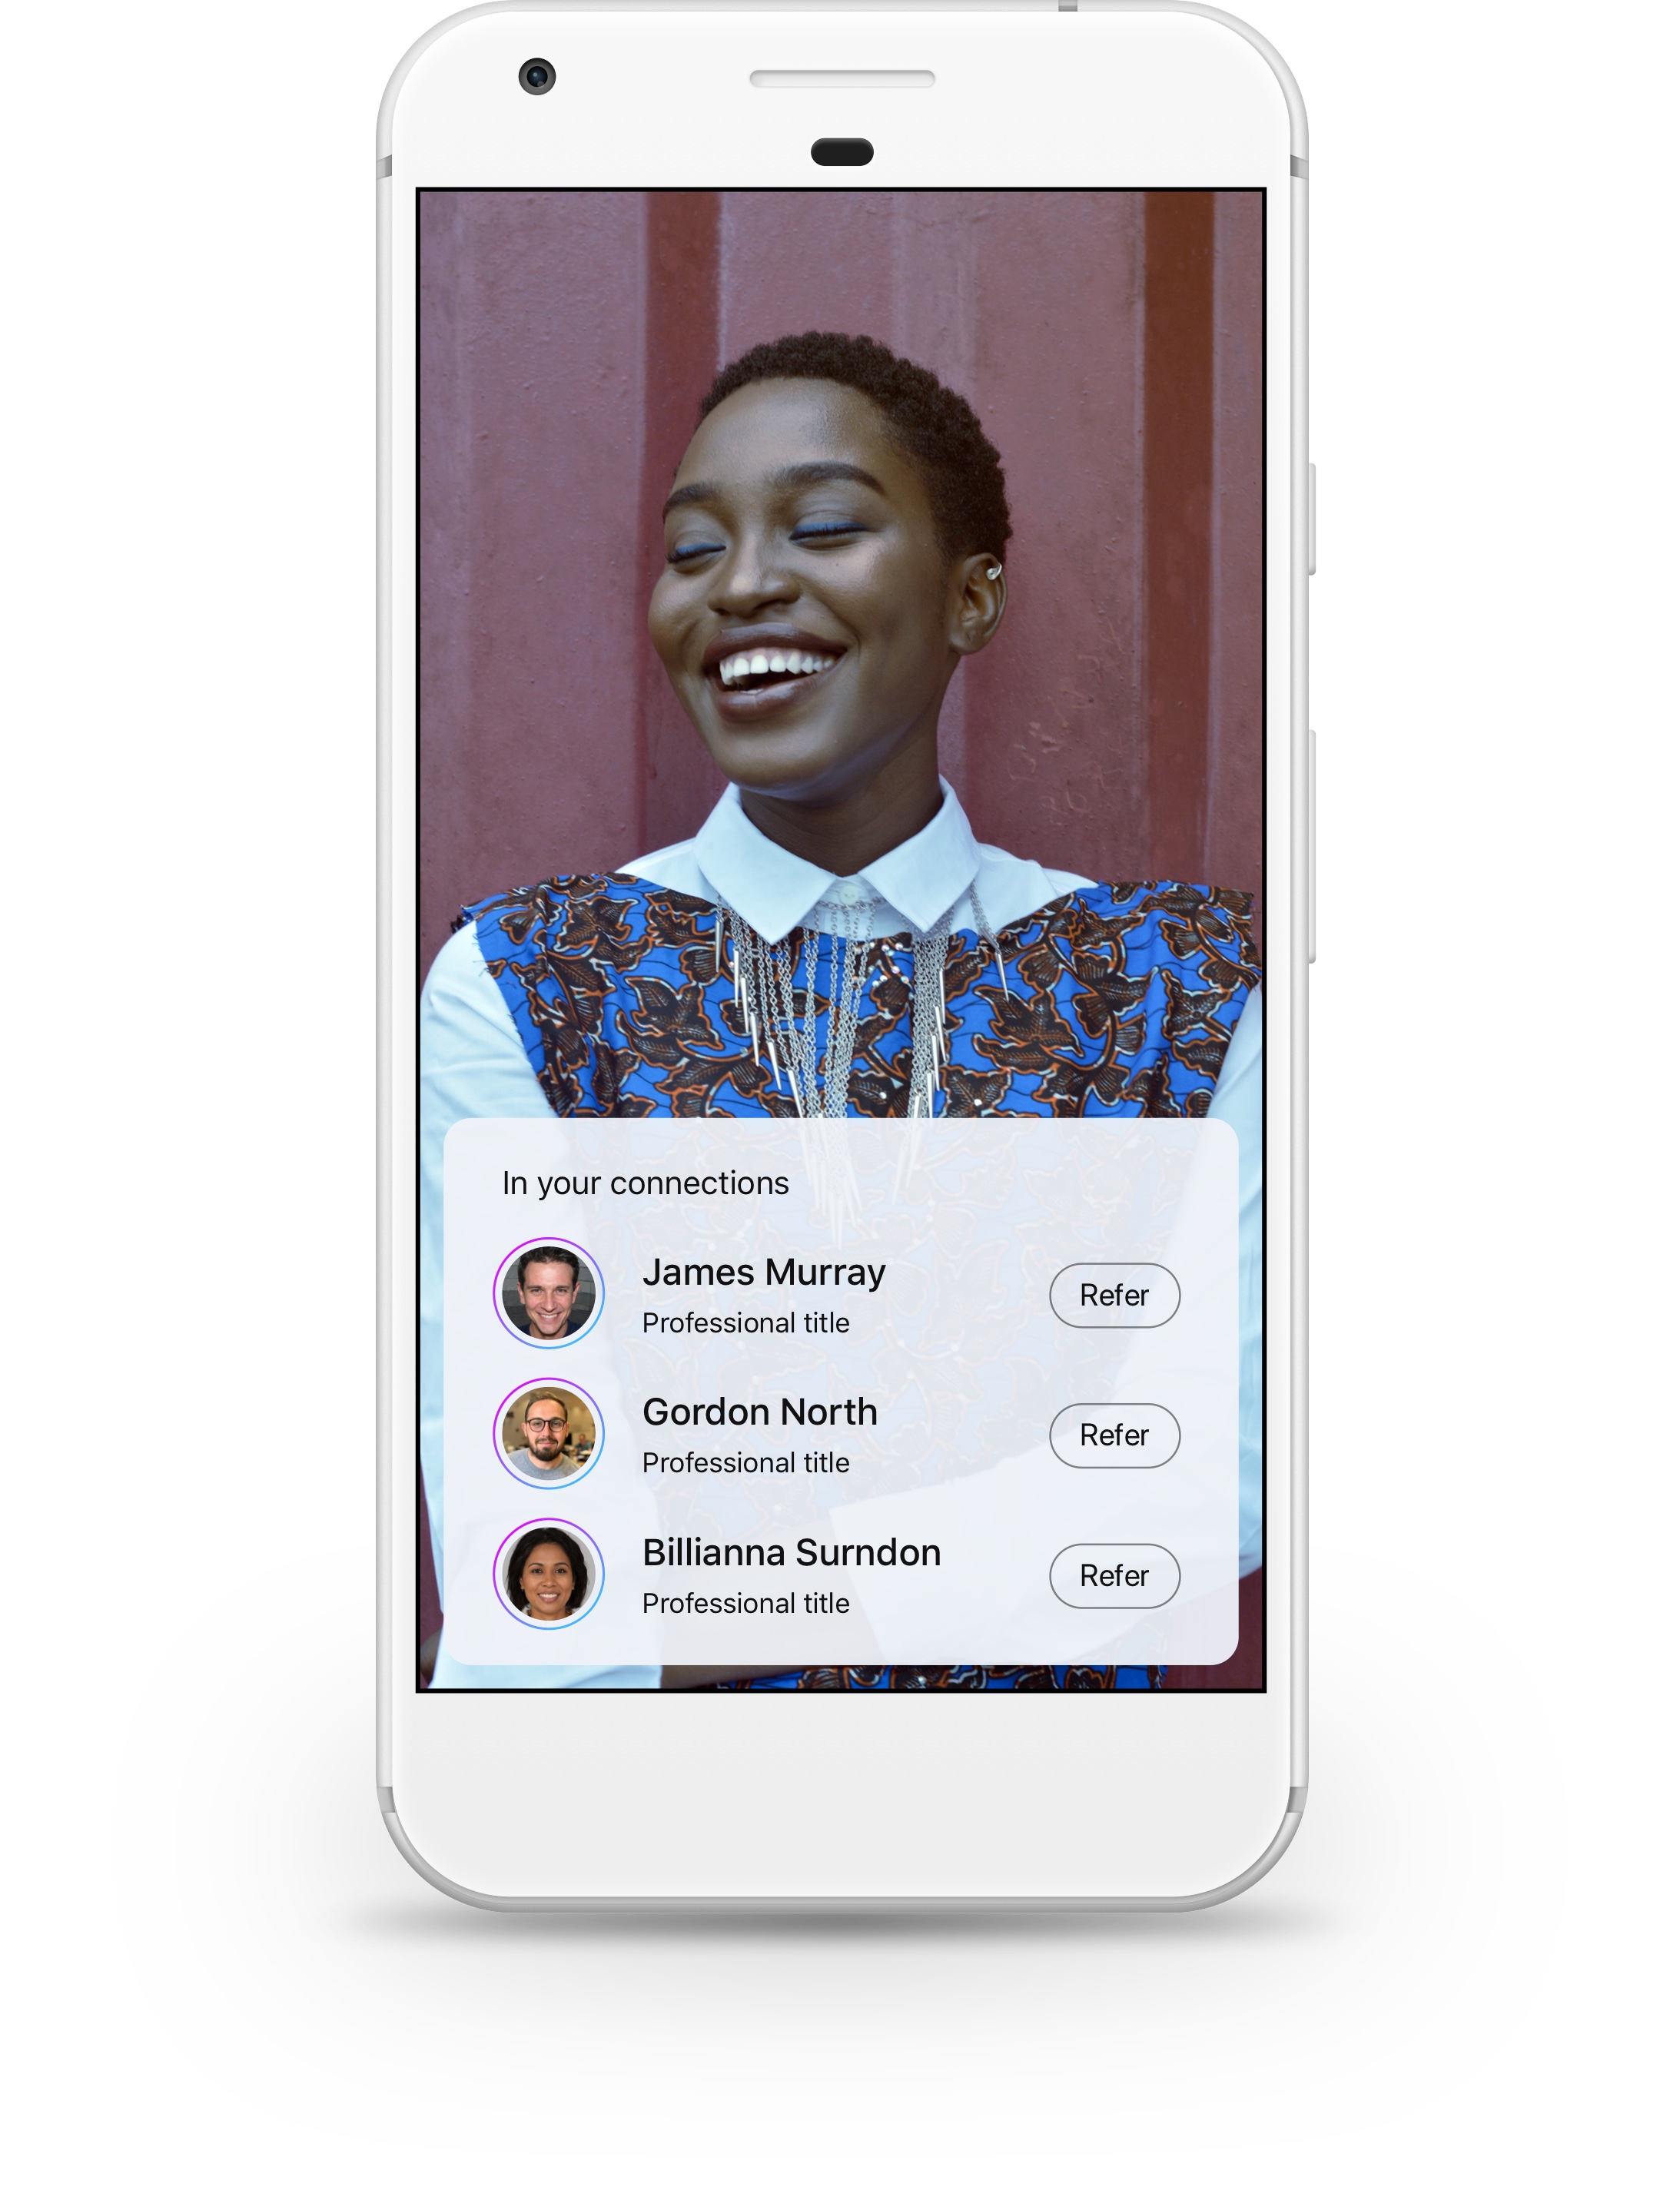 In your connections
James Murray
Professional title
Refer
Gordon North
Professional title
Refer
Billianna Surndon
Professional title
Refer